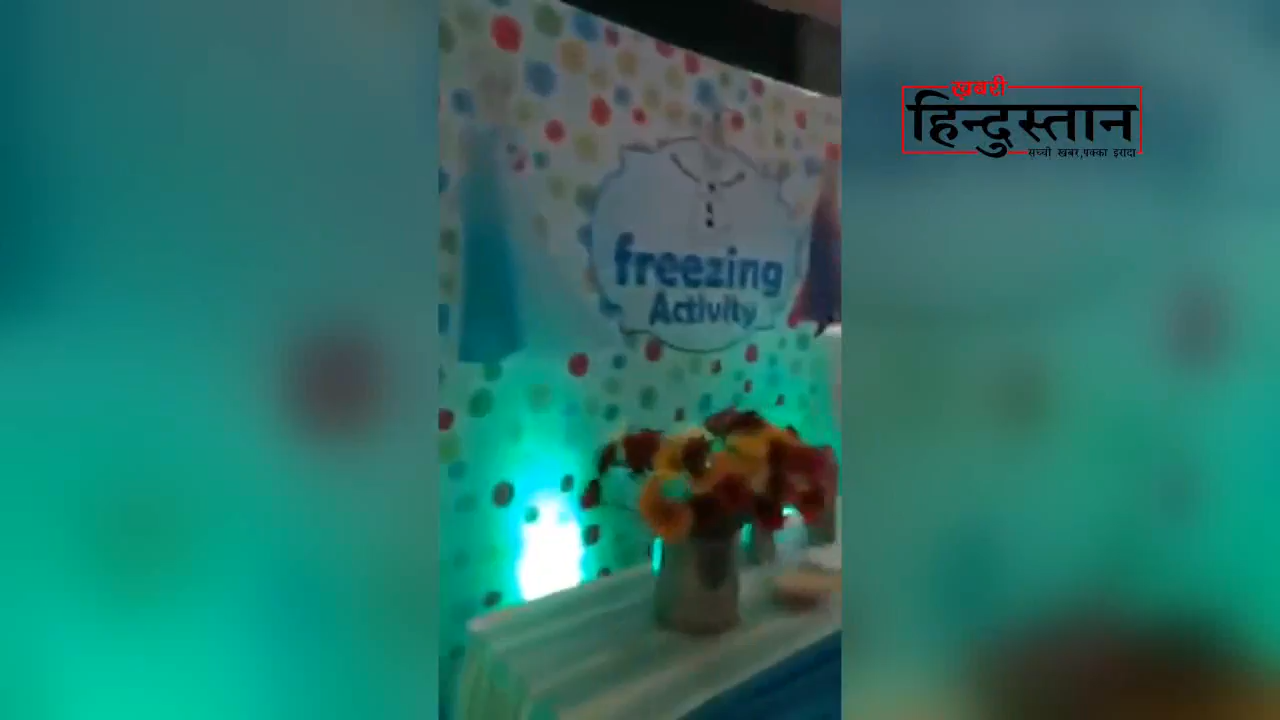 freezing
Activity
ख़बरी
हिन्दुस्तान
सच्ची खबर,पक्का इरादा